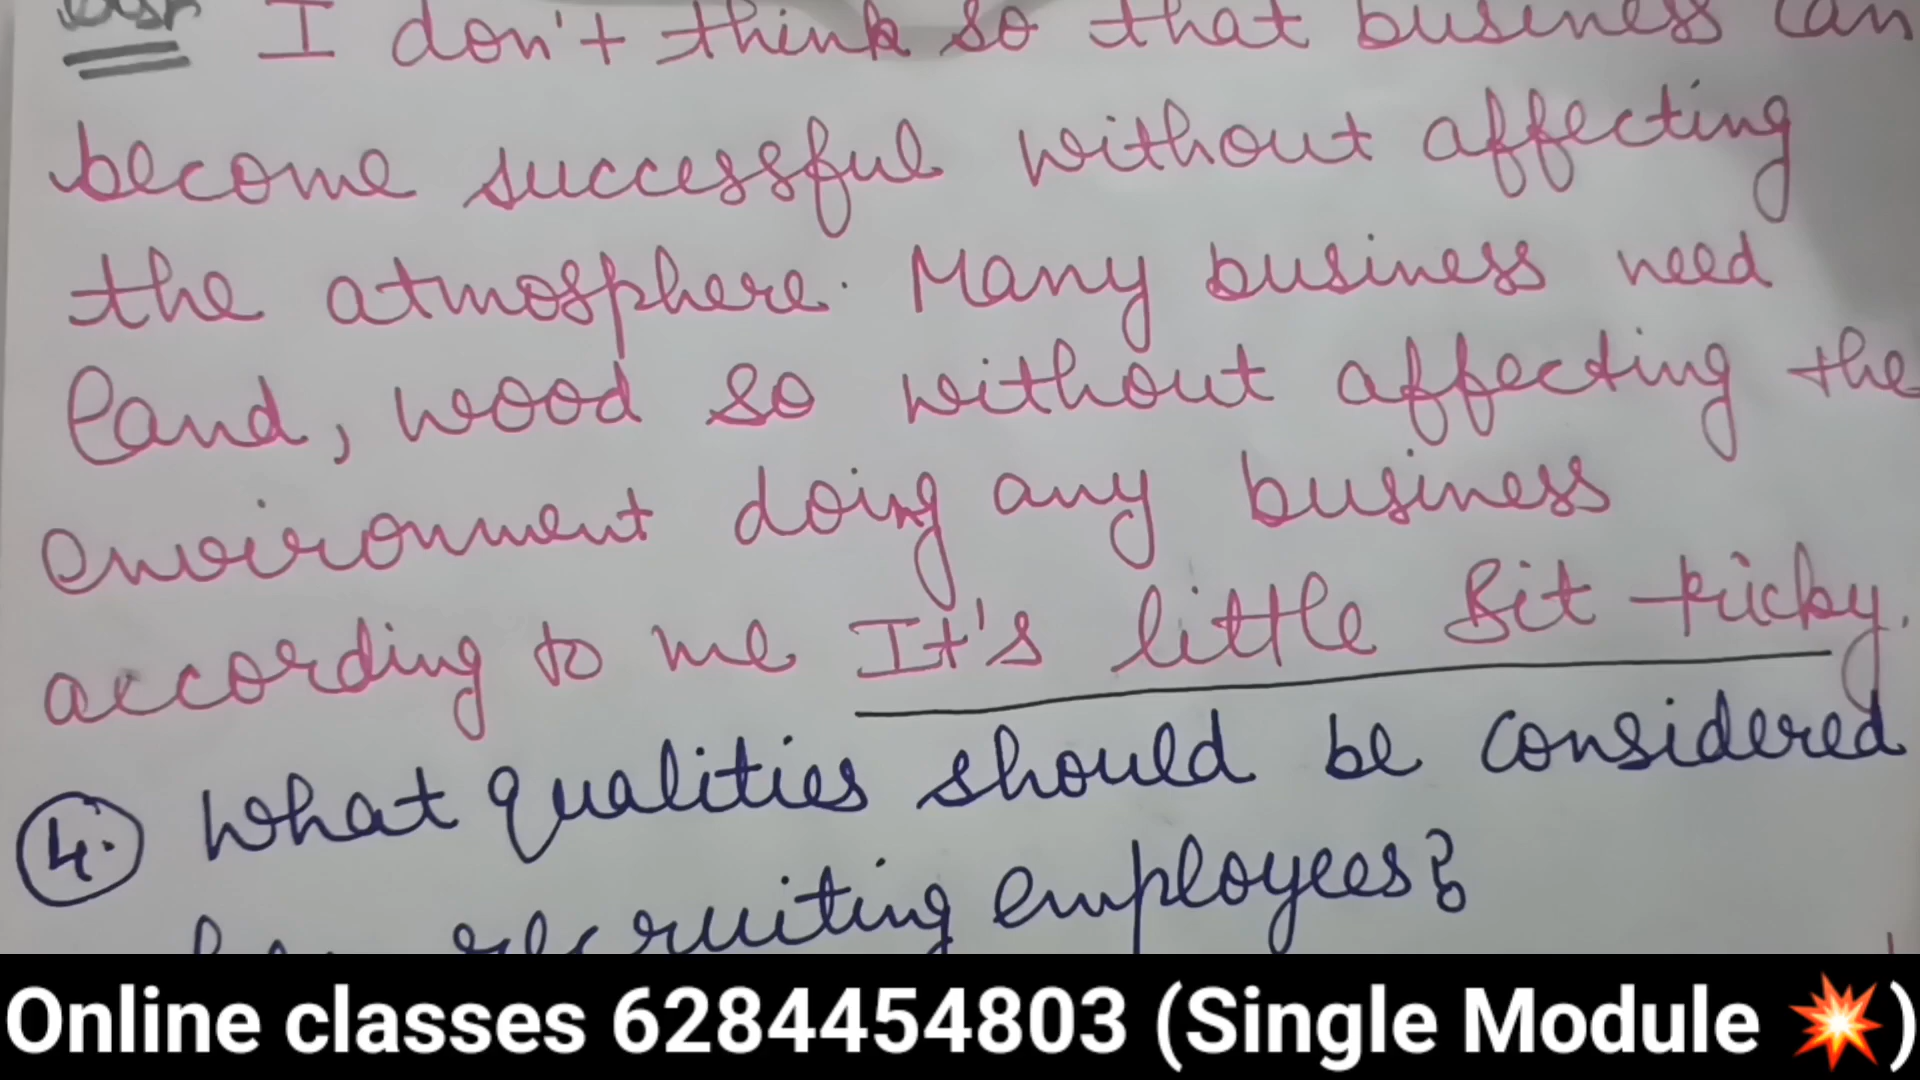 I don't think so that business can
become successful without affecting
the atmosphere. Many business need
land, wood so without affecting the
environment doing any business
according to me It's little Bit tricky.
4. What qualities should be considered
recruiting employees?
Online classes 6284454803 (Single Module 💥)